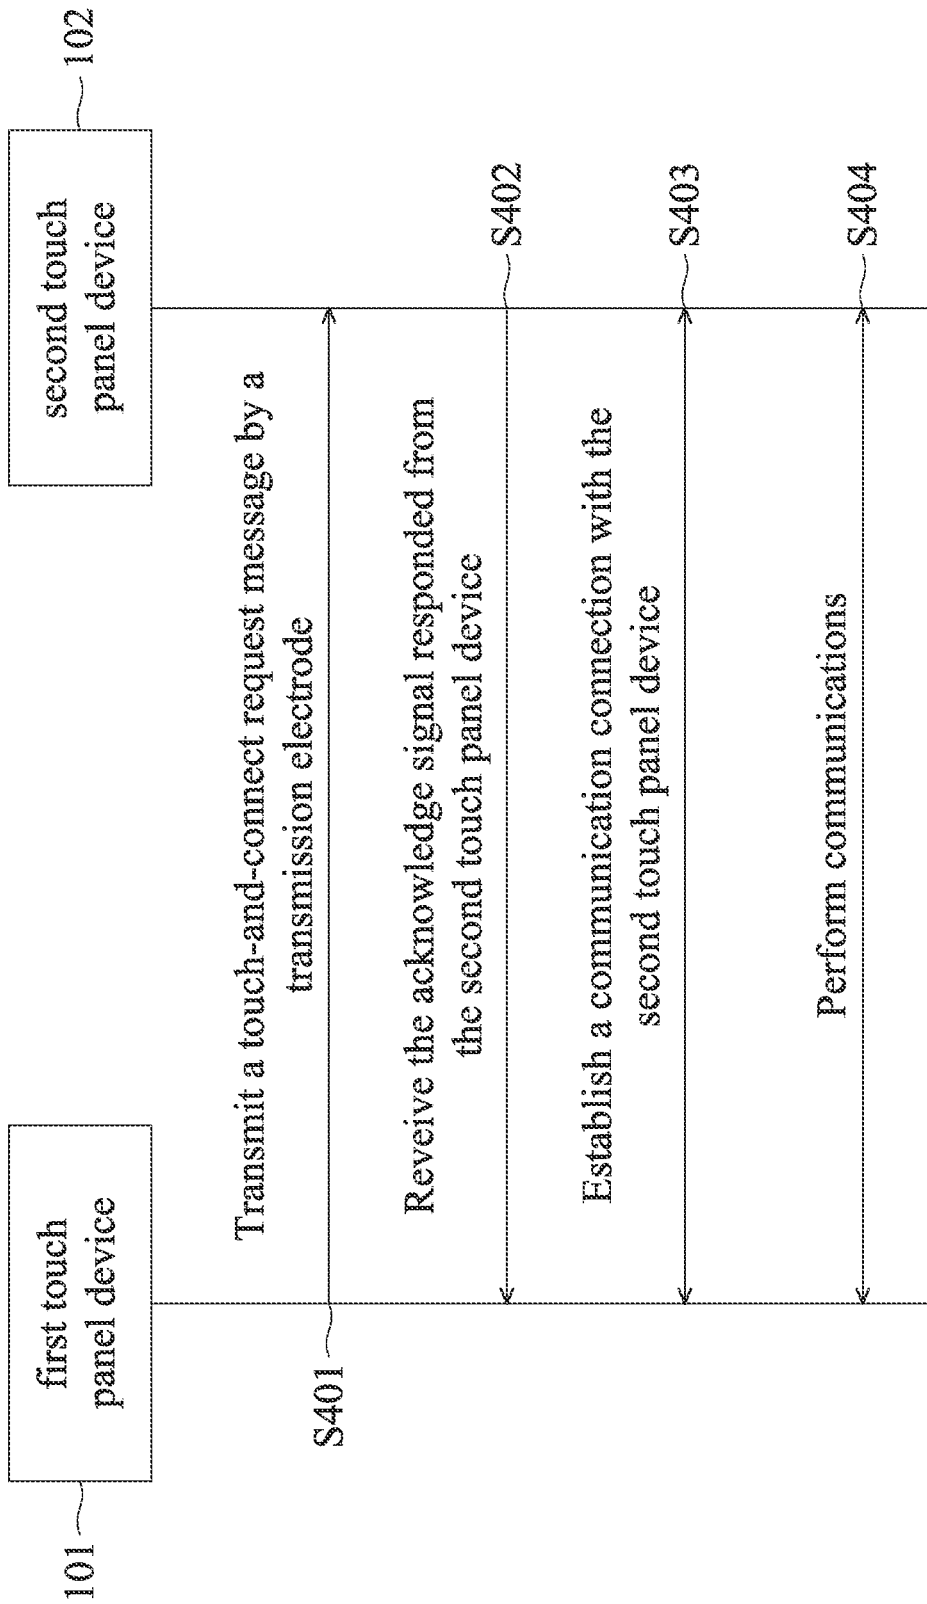 101
first touch
panel device
second touch
panel device
102
Transmit a touch-and-connect request message by a
transmission electrode
S401
Reveive the acknowledge signal responded from
the second touch panel device
S402
Establish a communication connection with the
second touch panel device
S403
Perform communications
S404